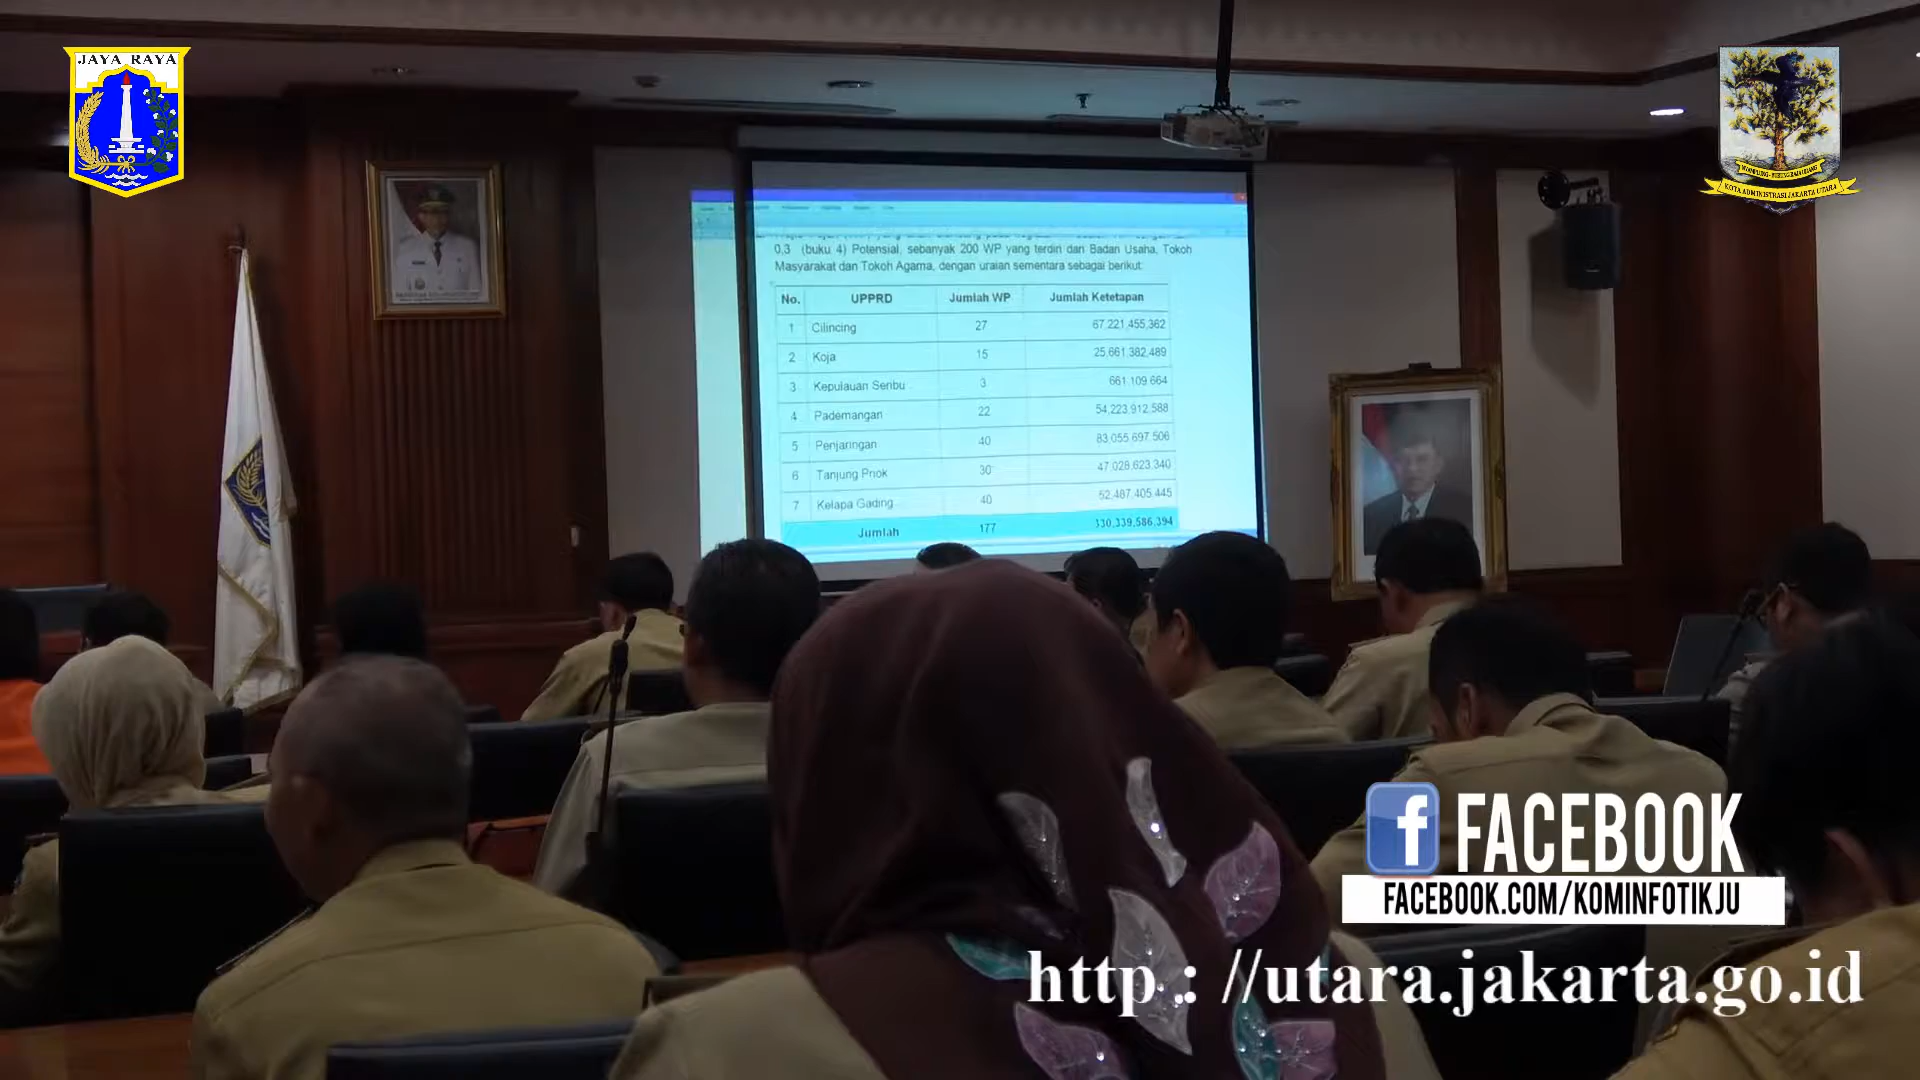 JAYA RAYA
KOTA ADMINISTRASI JAKARTA UTARA
0,3 (buku 4) Potensial, sebanyak 200 WP yang terdiri dari Badan Usaha, Tokoh
Masyarakat dan Tokoh Agama, dengan uraian sementara sebagai berikut:
No. UPPRD Jumlah WP Jumlah Ketetapan
1 Cilincing 27 67,221,455,362
2 Koja 15 25,661,382,489
3 Kepulauan Seribu 3 661,109,664
4 Pademangan 22 54,223,912,588
5 Penjaringan 40 83,055,697,506
6 Tanjung Priok 30 47,028,623,340
7 Kelapa Gading 40 52,487,405,445
Jumlah 177 330,339,586,394
f FACEBOOK
FACEBOOK.COM/KOMINFOTIKJU
http : //utara.jakarta.go.id